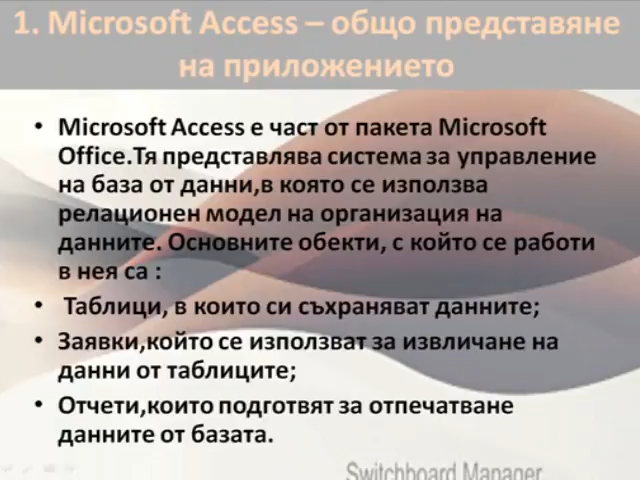 1. Microsoft Access – общо представяне
на приложението
• Microsoft Access е част от пакета Microsoft
Office.Тя представлява система за управление
на база от данни,в която се използва
релационен модел на организация на
данните. Основните обекти, с който се работи
в нея са :
• Таблици, в които си съхраняват данните;
• Заявки,който се използват за извличане на
данни от таблиците;
• Отчети,които подготвят за отпечатване
данните от базата.
Switchboard Manager